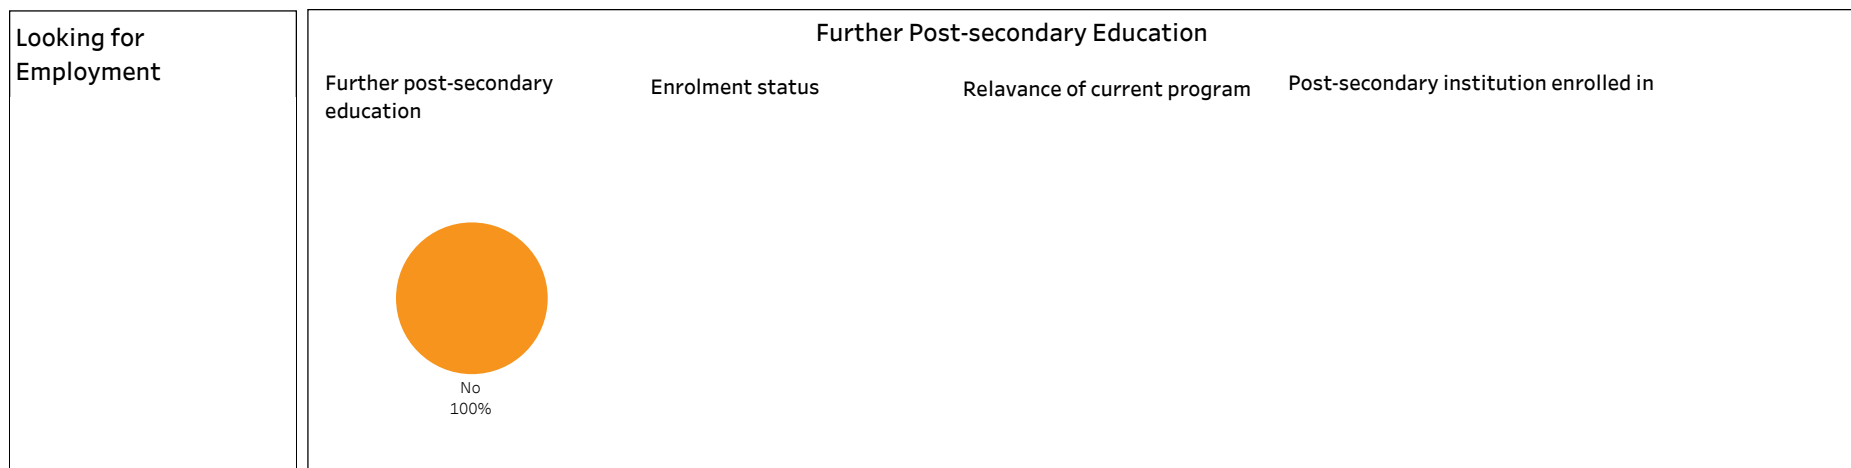 Looking for
Employment
Further Post-secondary Education
Further post-secondary
education
Enrolment status
Relavance of current program
Post-secondary institution enrolled in
No
100%